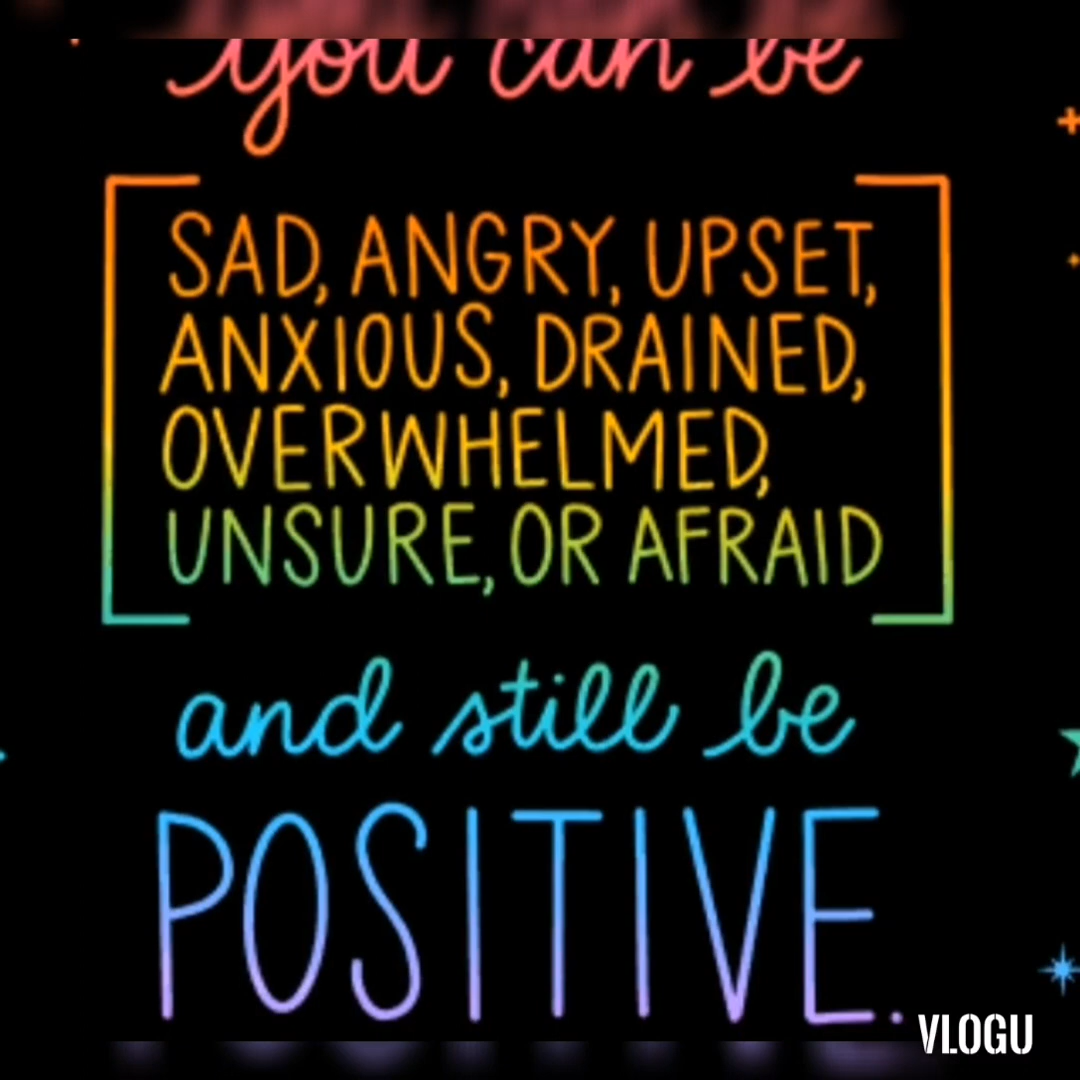 you can be
SAD, ANGRY, UPSET,
ANXIOUS, DRAINED,
OVERWHELMED,
UNSURE, OR AFRAID
and still be
POSITIVE.
VLOGU